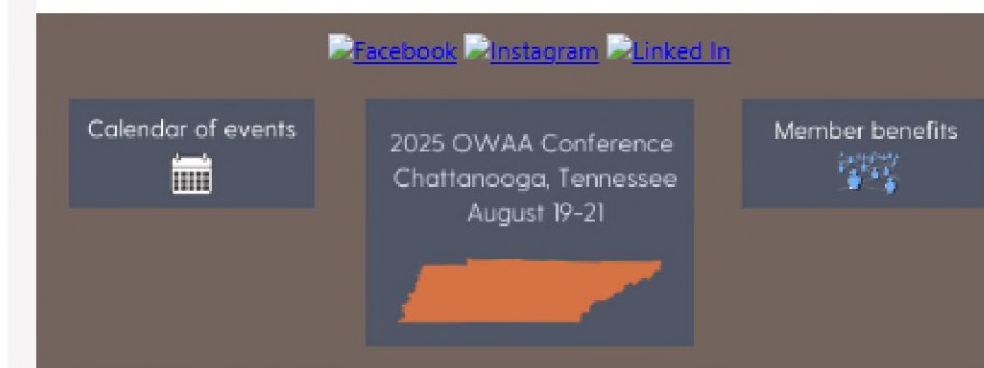 Facebook Instagram Linked In
Calendar of events
2025 OWAA Conference
Chattanooga, Tennessee
August 19-21
Member benefits